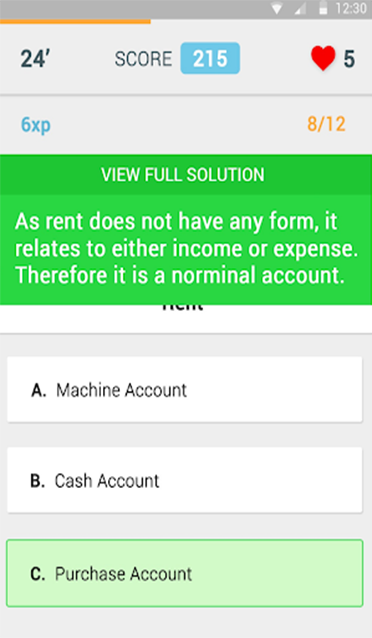 12:30
24’ SCORE 215 5
6xp 8/12
VIEW FULL SOLUTION
As rent does not have any form, it
relates to either income or expense.
Therefore it is a norminal account.
A. Machine Account
B. Cash Account
C. Purchase Account